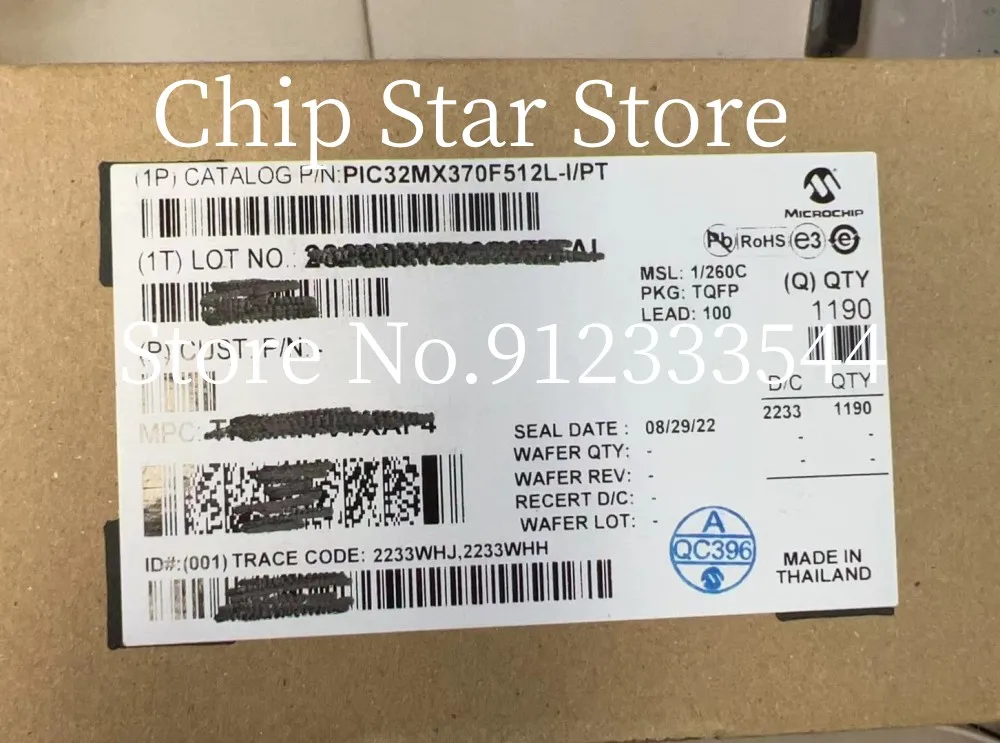 Chip Star Store
(1P) CATALOG P/N:PIC32MX370F512L-I/PT
MICROCHIP
(1T) LOT NO.:
Pb RoHS e3 e
MSL: 1/260C
PKG: TQFP
LEAD: 100
(Q) QTY
1190
(P) CUST: P/N:-
Store No.912333544
D/C QTY
2233 1190
- -
- -
MPC:
SEAL DATE : 08/29/22
WAFER QTY: -
WAFER REV: -
RECERT D/C: -
WAFER LOT: -
A
QC396
ID#:(001) TRACE CODE: 2233WHJ,2233WHH
MADE IN
THAILAND